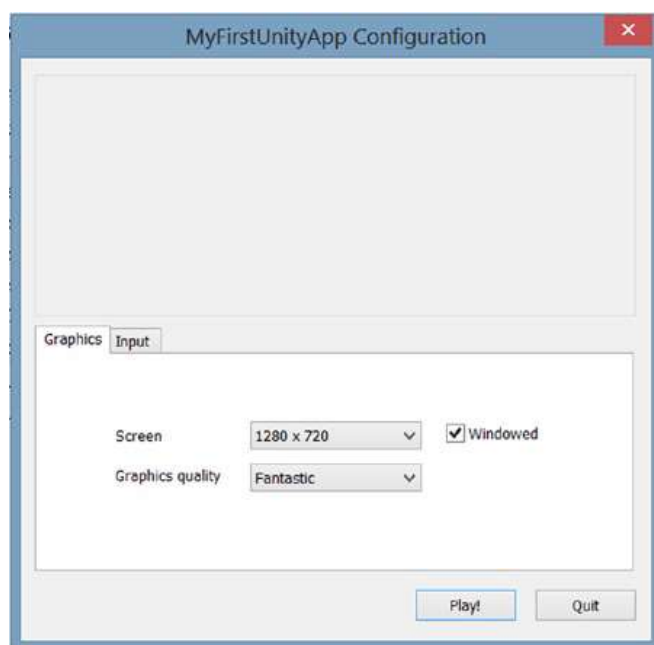 MyFirstUnityApp Configuration
Graphics Input
Screen 1280 x 720 Windowed
Graphics quality Fantastic
Play! Quit